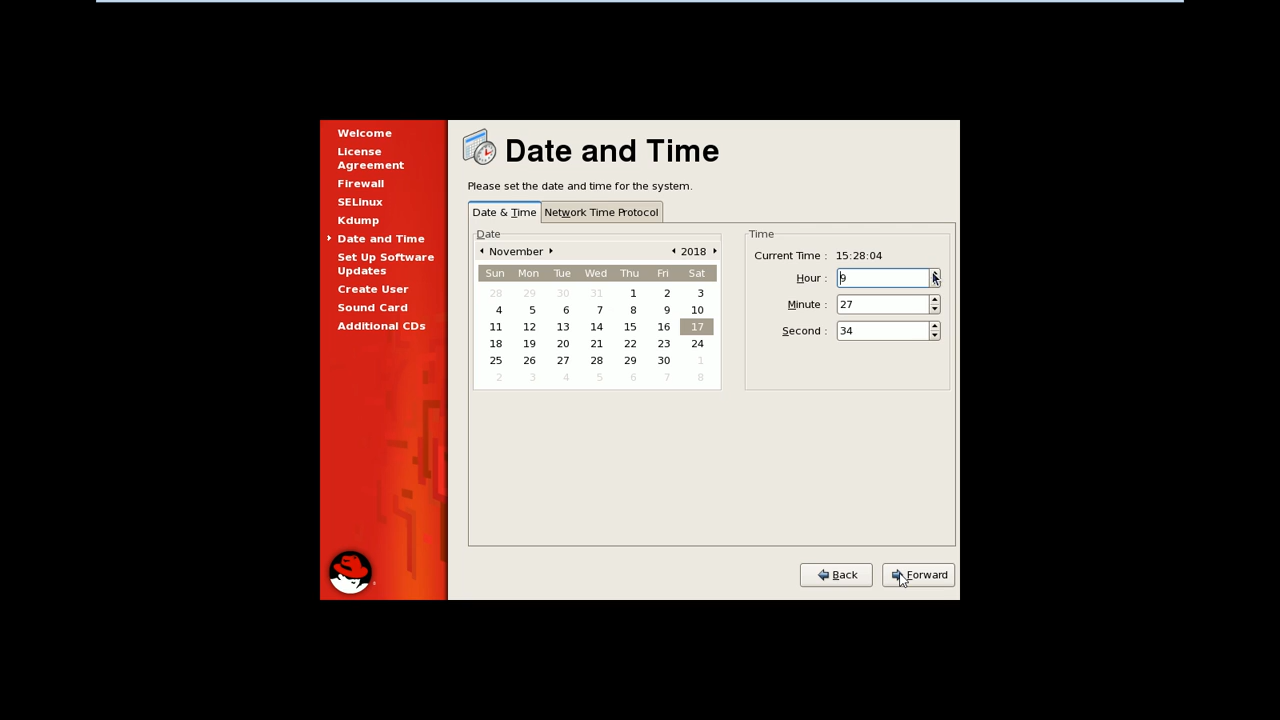 Welcome
License
Agreement
Firewall
SELinux
Kdump
Date and Time
Set Up Software
Updates
Create User
Sound Card
Additional CDs
Date and Time
Please set the date and time for the system.
Date & Time Network Time Protocol
Date
November 2018
Sun Mon Tue Wed Thu Fri Sat
28 29 30 31 1 2 3
4 5 6 7 8 9 10
11 12 13 14 15 16 17
18 19 20 21 22 23 24
25 26 27 28 29 30 1
2 3 4 5 6 7 8
Time
Current Time : 15:28:04
Hour : 9
Minute : 27
Second : 34
Back Forward